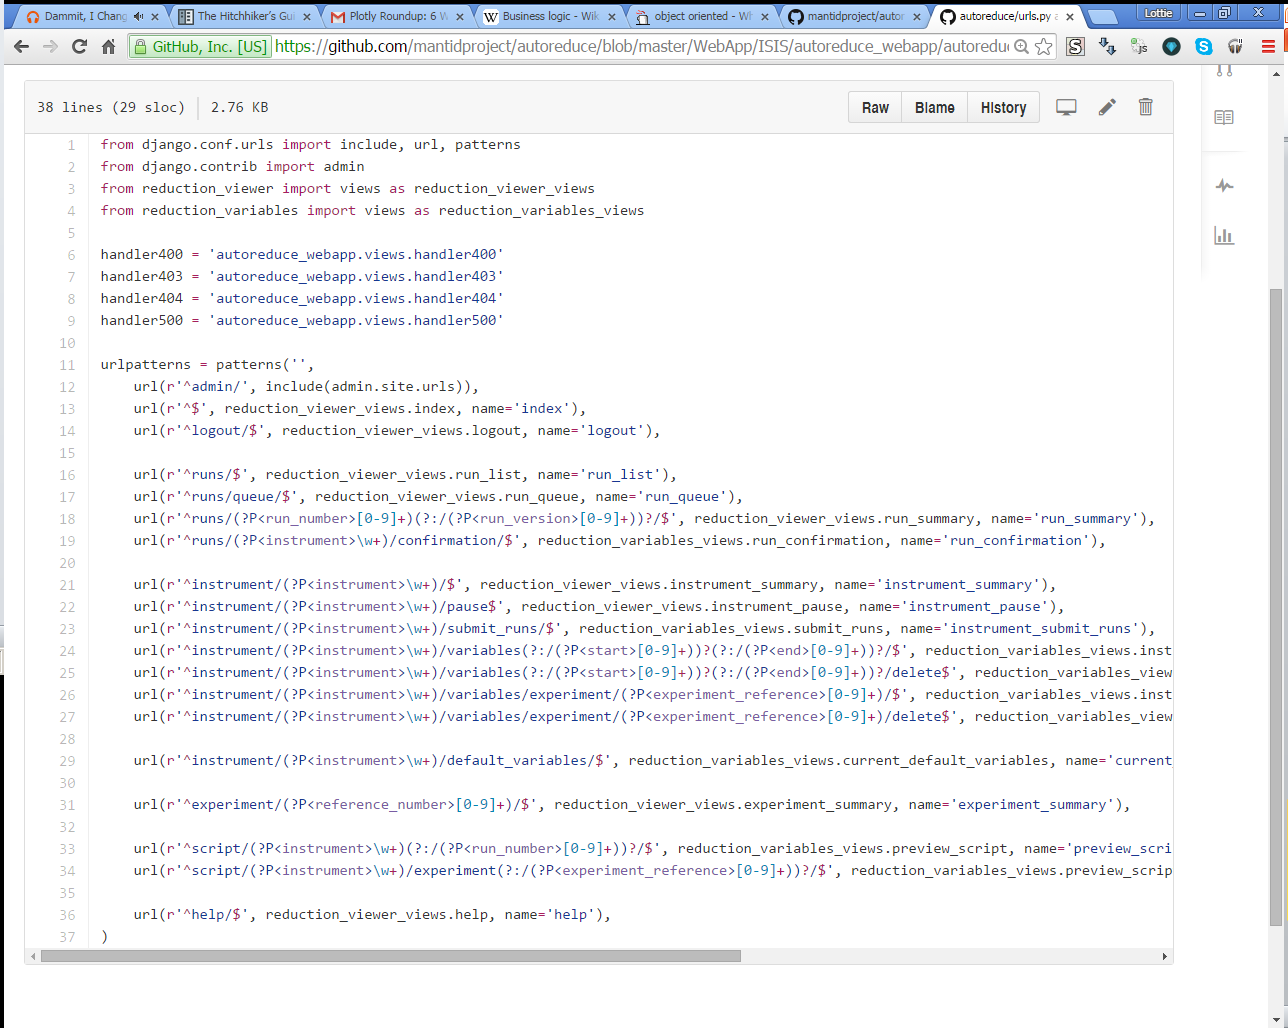 Dammit, I Chang
The Hitchhiker's Gui
Plotly Roundup: 6 W
Business logic - Wik
object oriented - Wh
mantidproject/autor
autoreduce/urls.py a
Lottie
GitHub, Inc. [US] https://github.com/mantidproject/autoreduce/blob/master/WebApp/ISIS/autoreduce_webapp/autoreduc
38 lines (29 sloc) 2.76 KB
Raw Blame History
1 from django.conf.urls import include, url, patterns
2 from django.contrib import admin
3 from reduction_viewer import views as reduction_viewer_views
4 from reduction_variables import views as reduction_variables_views
5
6 handler400 = 'autoreduce_webapp.views.handler400'
7 handler403 = 'autoreduce_webapp.views.handler403'
8 handler404 = 'autoreduce_webapp.views.handler404'
9 handler500 = 'autoreduce_webapp.views.handler500'
10
11 urlpatterns = patterns('',
12 url(r'^admin/', include(admin.site.urls)),
13 url(r'^$', reduction_viewer_views.index, name='index'),
14 url(r'^logout/$', reduction_viewer_views.logout, name='logout'),
15
16 url(r'^runs/$', reduction_viewer_views.run_list, name='run_list'),
17 url(r'^runs/queue/$', reduction_viewer_views.run_queue, name='run_queue'),
18 url(r'^runs/(?P<run_number>[0-9]+)(?:/(?P<run_version>[0-9]+))?/$', reduction_viewer_views.run_summary, name='run_summary'),
19 url(r'^runs/(?P<instrument>\w+)/confirmation/$', reduction_variables_views.run_confirmation, name='run_confirmation'),
20
21 url(r'^instrument/(?P<instrument>\w+)/$', reduction_viewer_views.instrument_summary, name='instrument_summary'),
22 url(r'^instrument/(?P<instrument>\w+)/pause$', reduction_viewer_views.instrument_pause, name='instrument_pause'),
23 url(r'^instrument/(?P<instrument>\w+)/submit_runs/$', reduction_variables_views.submit_runs, name='instrument_submit_runs'),
24 url(r'^instrument/(?P<instrument>\w+)/variables(?:/(?P<start>[0-9]+))?(?:/(?P<end>[0-9]+))?/$', reduction_variables_views.inst
25 url(r'^instrument/(?P<instrument>\w+)/variables(?:/(?P<start>[0-9]+))?(?:/(?P<end>[0-9]+))?/delete$', reduction_variables_view
26 url(r'^instrument/(?P<instrument>\w+)/variables/experiment/(?P<experiment_reference>[0-9]+)/$', reduction_variables_views.inst
27 url(r'^instrument/(?P<instrument>\w+)/variables/experiment/(?P<experiment_reference>[0-9]+)/delete$', reduction_variables_view
28
29 url(r'^instrument/(?P<instrument>\w+)/default_variables/$', reduction_variables_views.current_default_variables, name='current_
30
31 url(r'^experiment/(?P<reference_number>[0-9]+)/$', reduction_viewer_views.experiment_summary, name='experiment_summary'),
32
33 url(r'^script/(?P<instrument>\w+)(?:/(?P<run_number>[0-9]+))?/$', reduction_variables_views.preview_script, name='preview_scri
34 url(r'^script/(?P<instrument>\w+)/experiment(?:/(?P<experiment_reference>[0-9]+))?/$', reduction_variables_views.preview_scrip
35
36 url(r'^help/$', reduction_viewer_views.help, name='help'),
37 )